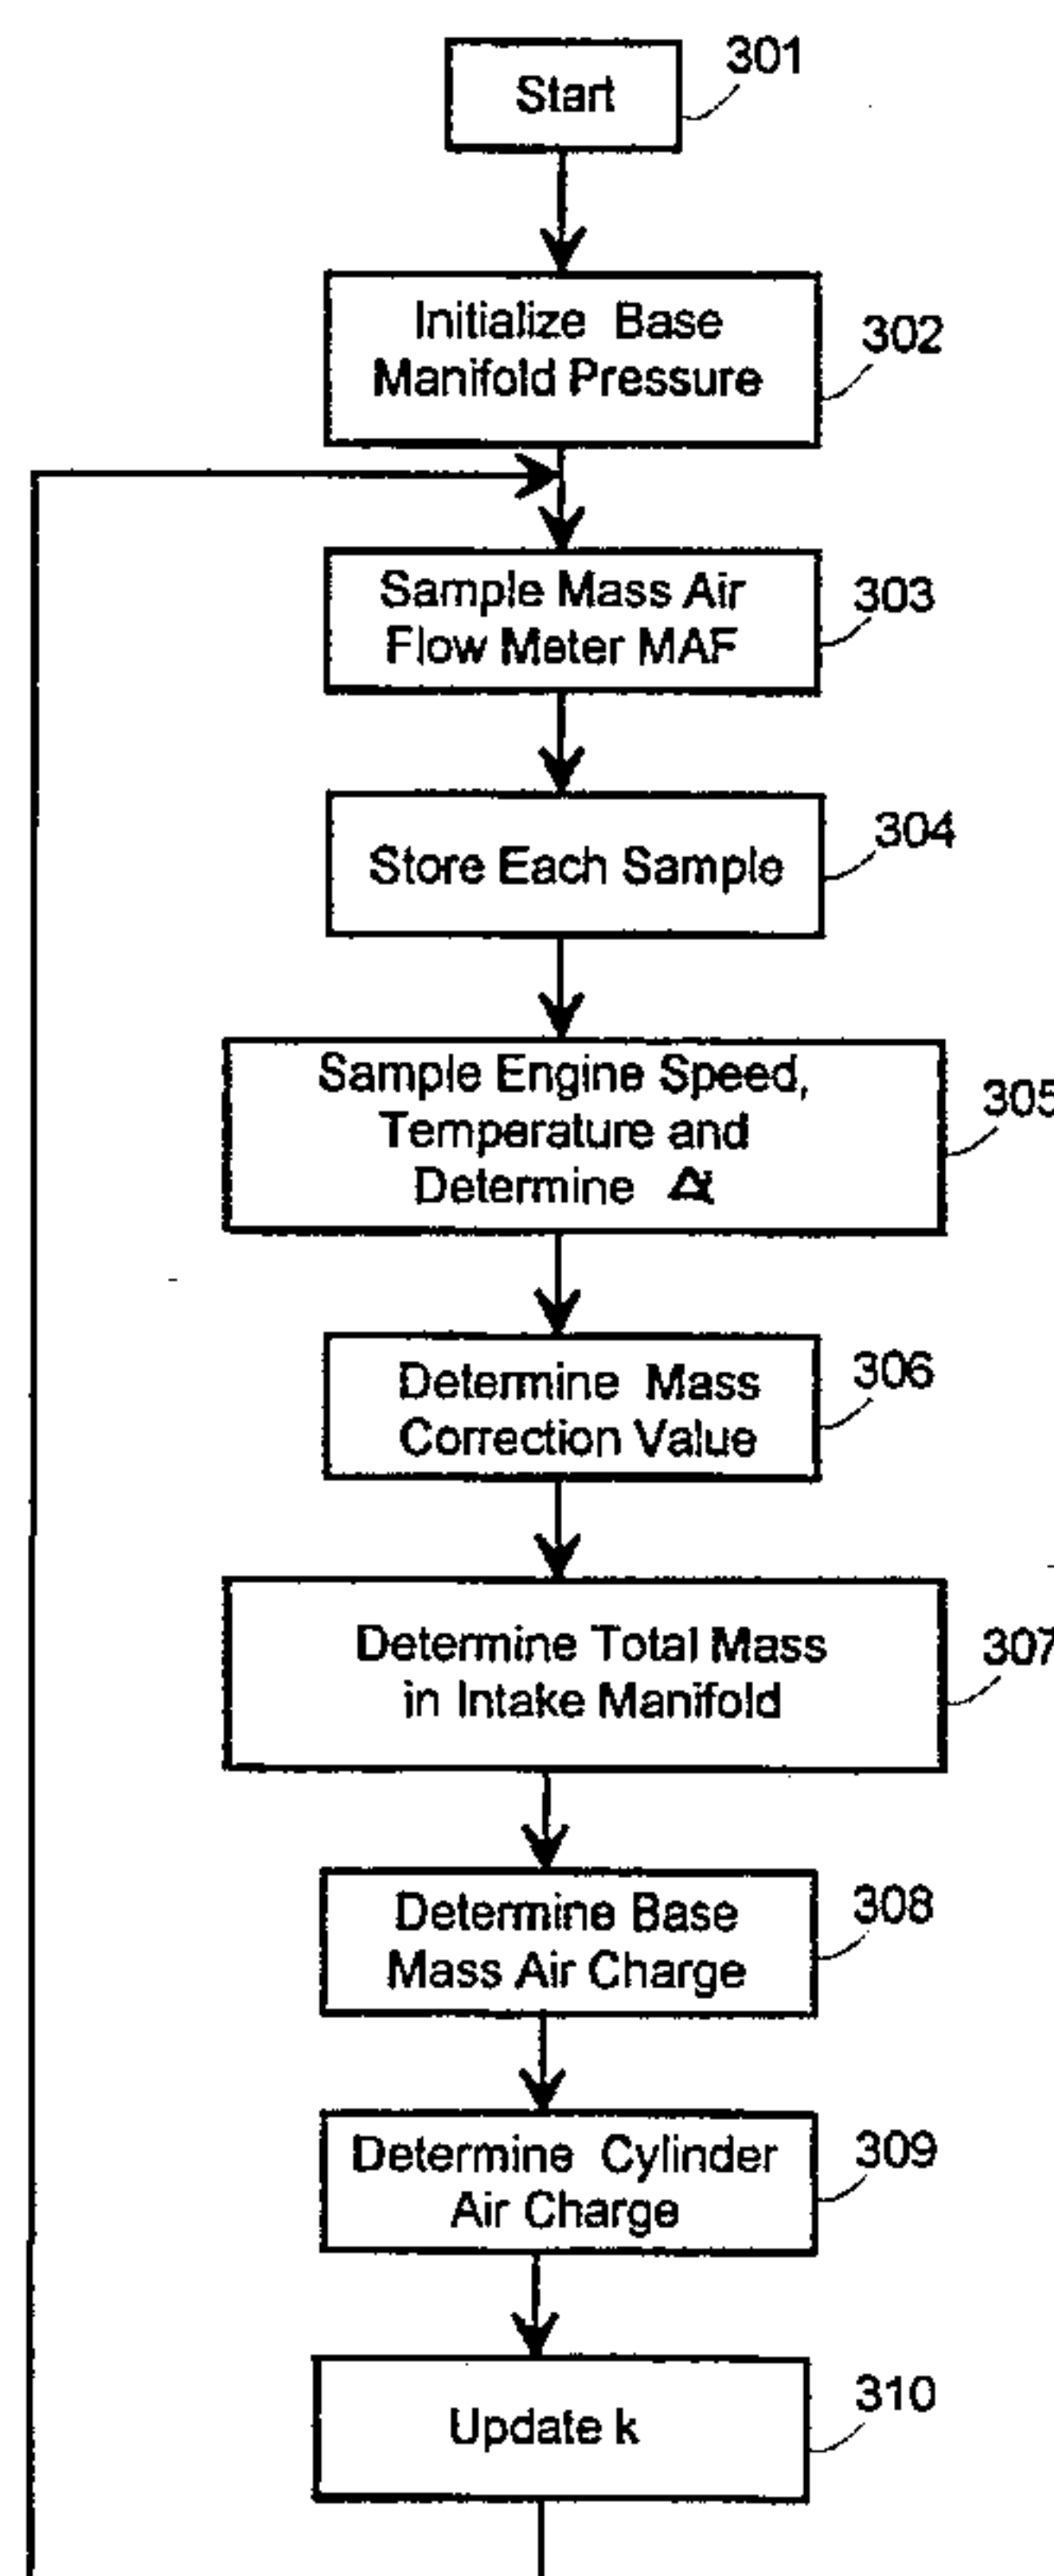 Start
301
Initialize Base
Manifold Pressure
302
Sample Mass Air
Flow Meter MAF
303
Store Each Sample
304
Sample Engine Speed,
Temperature and
Determine
305
Determine Mass
Correction Value
306
Determine Total Mass
in Intake Manifold
307
Determine Base
Mass Air Charge
308
Determine Cylinder
Air Charge
309
Update k
310